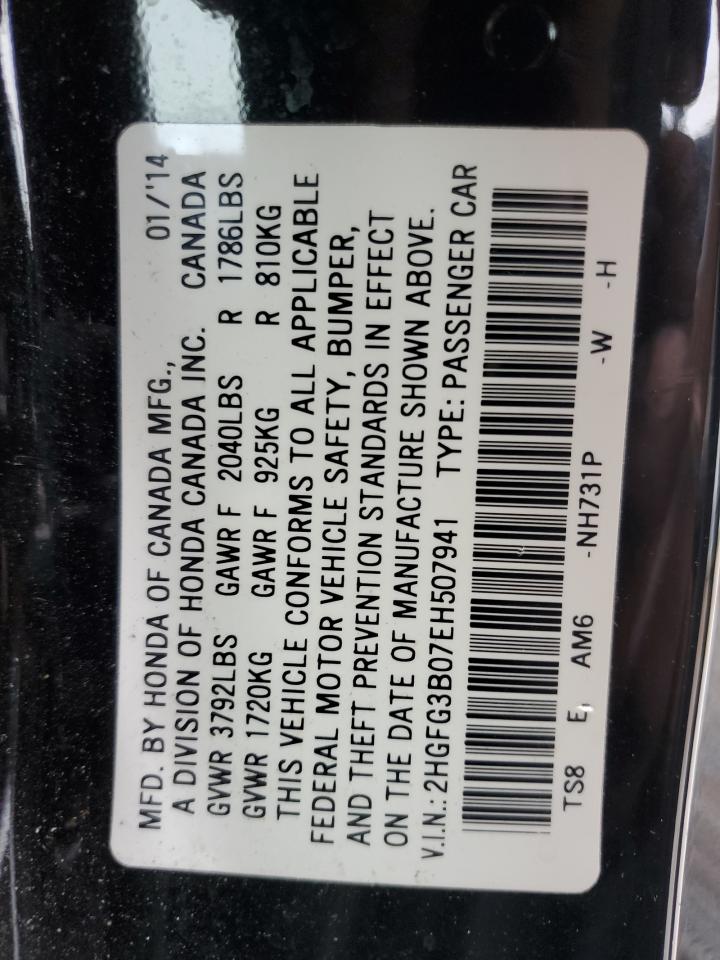 MFD. BY HONDA OF CANADA MFG., 01/'14
A DIVISION OF HONDA CANADA INC. CANADA
GVWR 3792LBS GAWR F 2040LBS R 1786LBS
GVWR 1720KG GAWR F 925KG R 810KG
THIS VEHICLE CONFORMS TO ALL APPLICABLE
FEDERAL MOTOR VEHICLE SAFETY, BUMPER,
AND THEFT PREVENTION STANDARDS IN EFFECT
ON THE DATE OF MANUFACTURE SHOWN ABOVE.
V.I.N.: 2HGFG3B07EH507941 TYPE: PASSENGER CAR
TS8 E, AM6 -NH731P -W -H